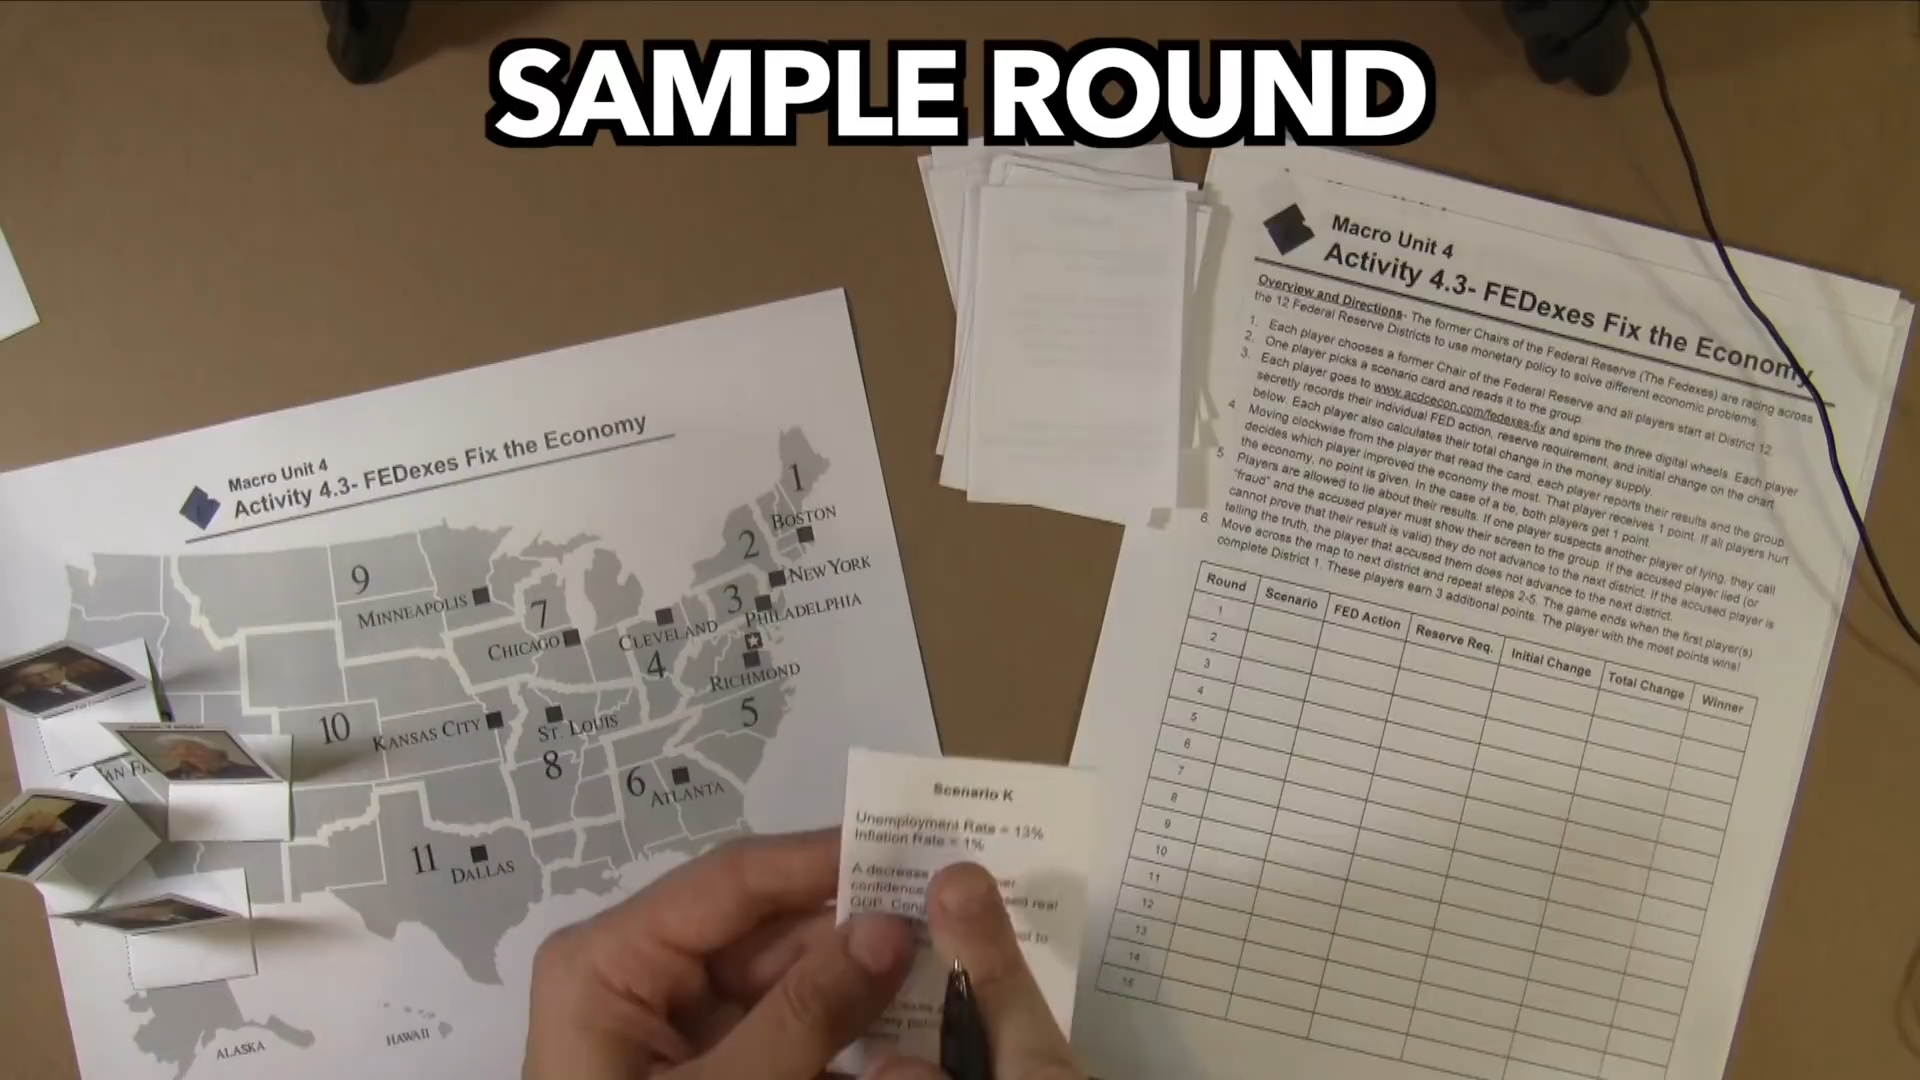 SAMPLE ROUND
Macro Unit 4
Activity 4.3- FEDexes Fix the Economy
1
BOSTON
2
NEW YORK
3
PHILADELPHIA
9
MINNEAPOLIS
7
CHICAGO
CLEVELAND
4
RICHMOND
5
10
KANSAS CITY
ST. LOUIS
8
6
ATLANTA
11
DALLAS
ALASKA
HAWAII
Scenario K
Unemployment Rate = 13%
Inflation Rate = 1%
A decrease
confidence
real
GDP.
to
Macro Unit 4
Activity 4.3- FEDexes Fix the Economy
Overview and Directions- The former Chairs of the Federal Reserve (The Fedexes) are racing across
the 12 Federal Reserve Districts to use monetary policy to solve different economic problems.
1. Each player chooses a former Chair of the Federal Reserve and all players start at District 12.
2. One player picks a scenario card and reads it to the group.
3. Each player goes to www.acdcecon.com/fedexes-fix and spins the three digital wheels. Each player
secretly records their individual FED action, reserve requirement, and initial change on the chart
below. Each player also calculates their total change in the money supply.
4. Moving clockwise from the player that read the card, each player reports their results and the group
decides which player improved the economy the most. That player receives 1 point. If all players hurt
the economy, no point is given. In the case of a tie, both players get 1 point.
5. Players are allowed to lie about their results. If one player suspects another player of lying, they call
"fraud" and the accused player must show their screen to the group. If the accused player lied (or
cannot prove that their result is valid) they do not advance to the next district. If the accused player is
telling the truth, the player that accused them does not advance to the next district.
6. Move across the map to next district and repeat steps 2-5. The game ends when the first player(s)
complete District 1. These players earn 3 additional points. The player with the most points wins!
Round Scenario FED Action Reserve Req. Initial Change Total Change Winner
1
2
3
4
5
6
7
8
9
10
11
12
13
14
15